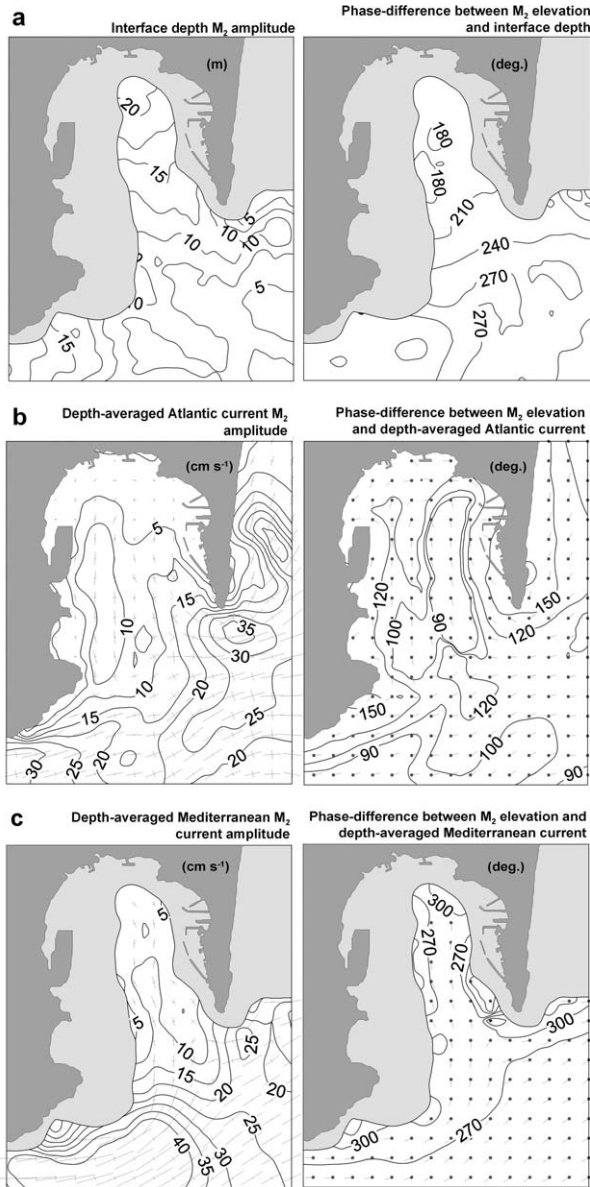 a
Interface depth M₂ amplitude
Phase-difference between M₂ elevation
and interface depth
(m)
20
15
10
5
10
10
5
15
(deg.)
180
180
210
240
270
270
b
Depth-averaged Atlantic current M₂
amplitude
Phase-difference between M₂ elevation
and depth-averaged Atlantic current
(cm s⁻¹)
5
15
10
35
30
10
20
15
25
20
20
25
30
(deg.)
120
100
90
150
120
150
120
100
90
90
c
Depth-averaged Mediterranean M₂
current amplitude
Phase-difference between M₂ elevation and
depth-averaged Mediterranean current
(cm s⁻¹)
5
5
10
15
25
20
20
25
30
35
40
(deg.)
300
270
270
300
270
300